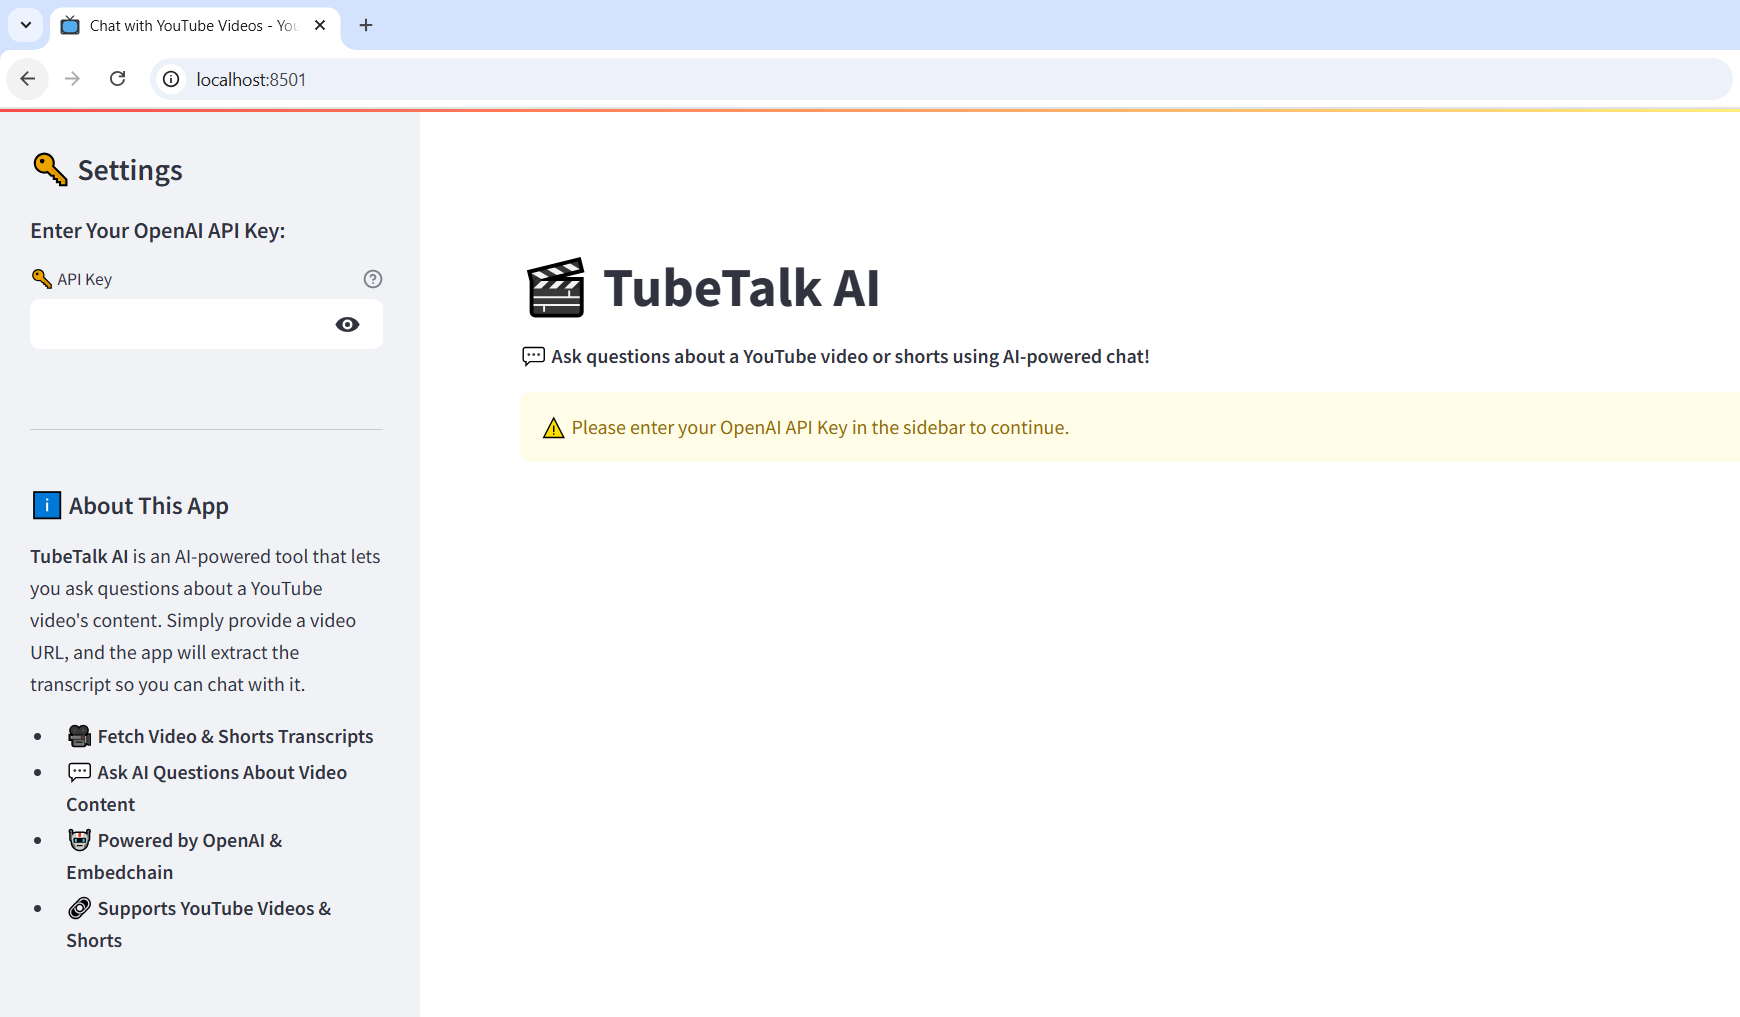 Chat with YouTube Videos - You
localhost:8501
Settings
Enter Your OpenAI API Key:
API Key
TubeTalk AI
Ask questions about a YouTube video or shorts using AI-powered chat!
Please enter your OpenAI API Key in the sidebar to continue.
About This App
TubeTalk AI is an AI-powered tool that lets
you ask questions about a YouTube
video's content. Simply provide a video
URL, and the app will extract the
transcript so you can chat with it.
Fetch Video & Shorts Transcripts
Ask AI Questions About Video
Content
Powered by OpenAI &
Embedchain
Supports YouTube Videos &
Shorts